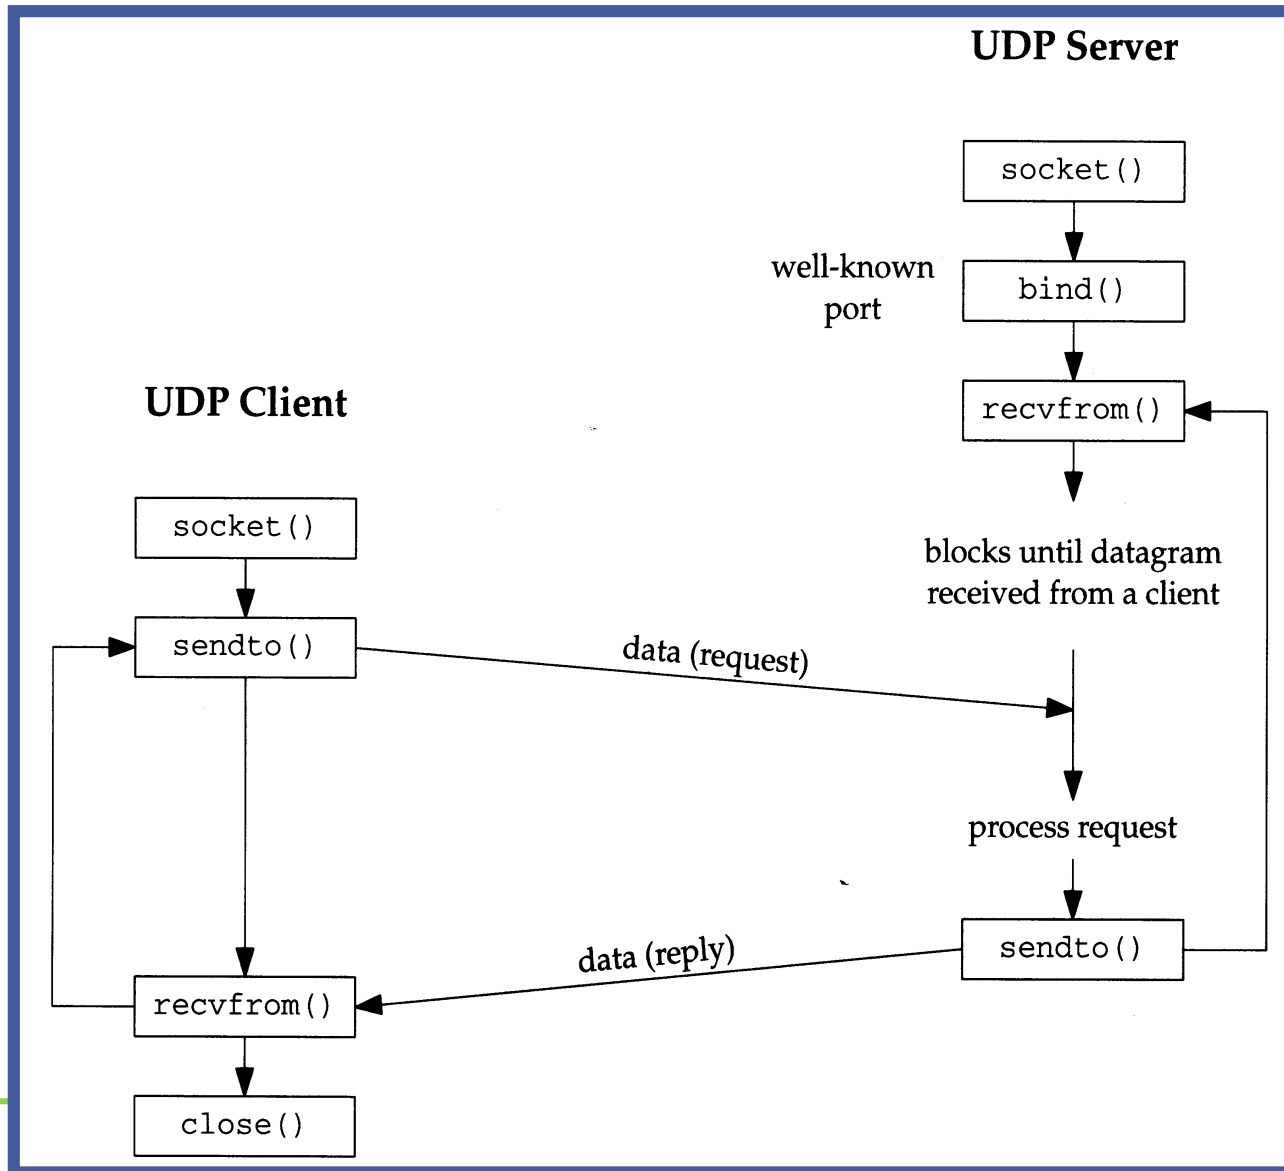 UDP Server
socket()
well-known
port
bind()
UDP Client
recvfrom()
socket()
blocks until datagram
received from a client
sendto()
data (request)
process request
data (reply)
sendto()
recvfrom()
close()